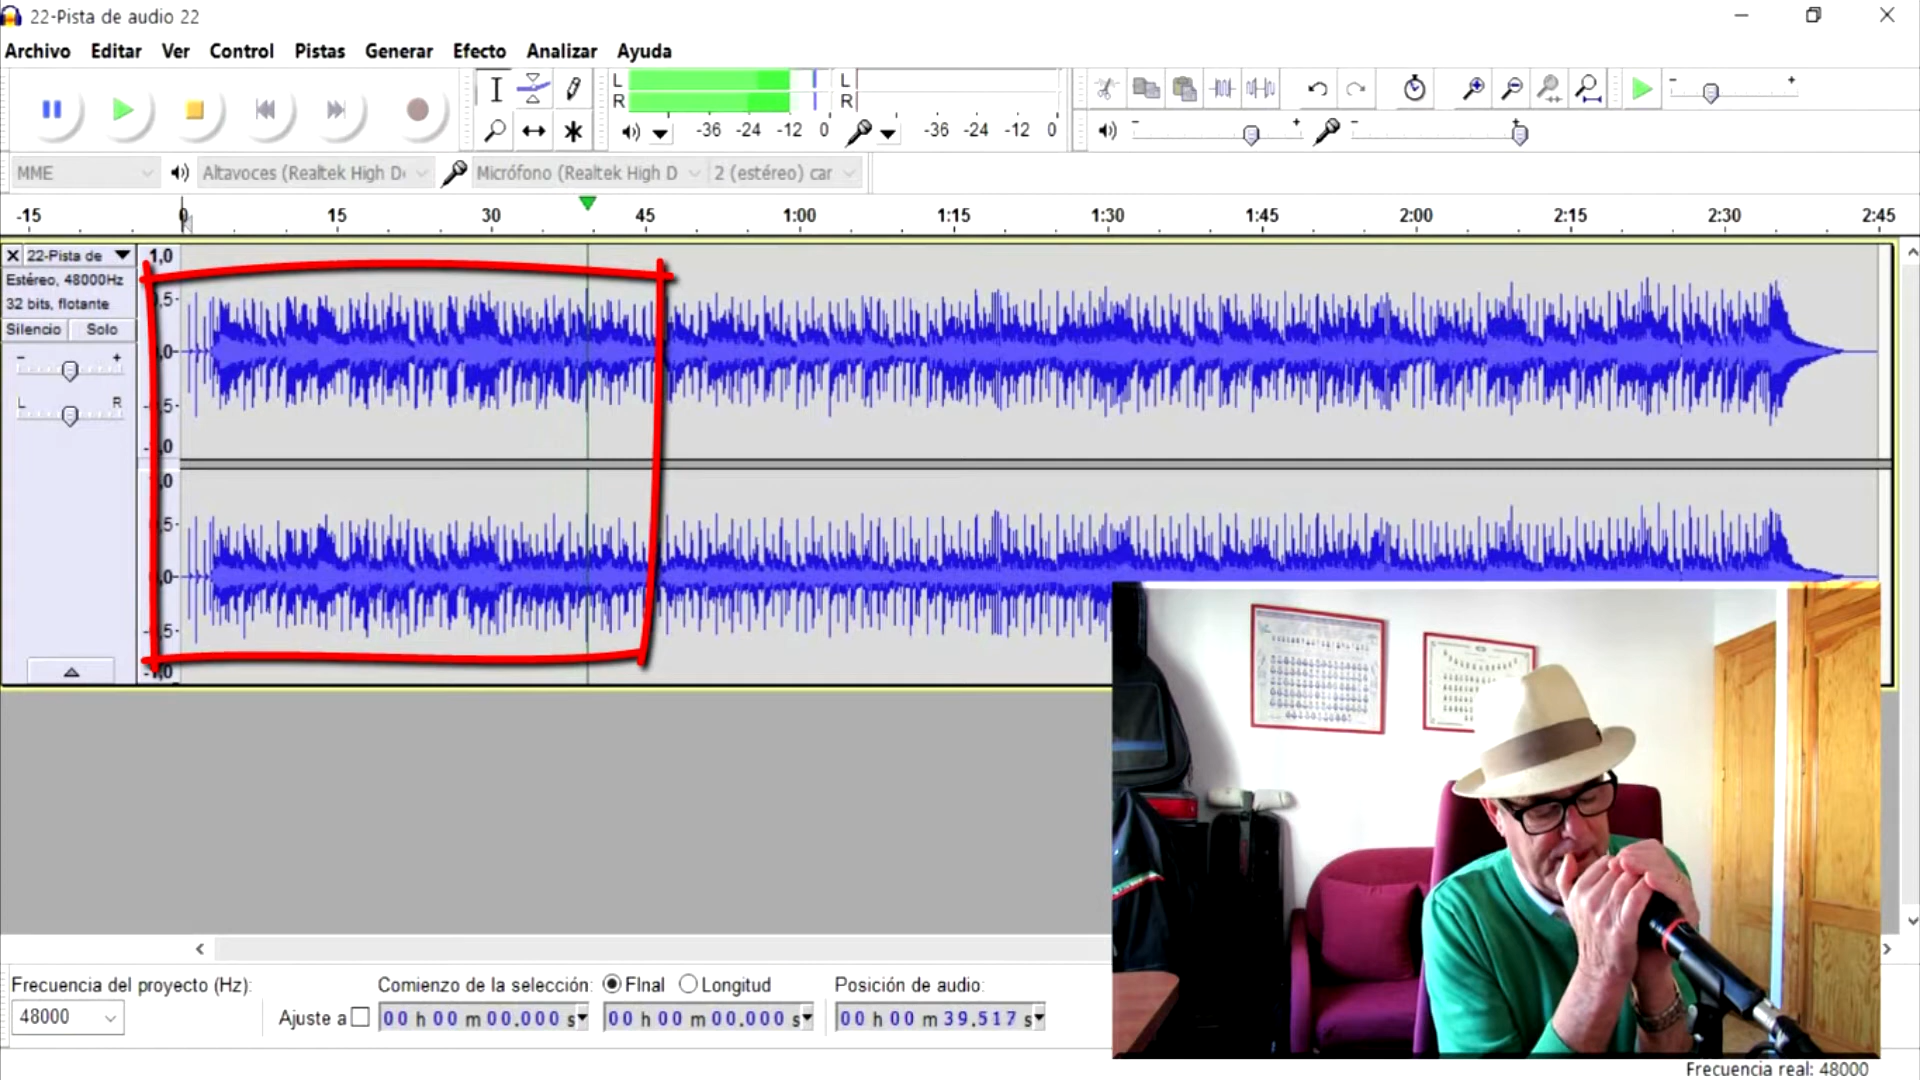 22-Pista de audio 22
Archivo Editar Ver Control Pistas Generar Efecto Analizar Ayuda
L
R
-36 -24 -12 0
L
R
-36 -24 -12 0
MME Altavoces (Realtek High D Micrófono (Realtek High D 2 (estéreo) car
-15 0 15 30 45 1:00 1:15 1:30 1:45 2:00 2:15 2:30 2:45
22-Pista de
Estéreo, 48000Hz
32 bits, flotante
Silencio Solo
- +
L R
1,0
Frecuencia del proyecto (Hz):
48000
Ajuste a
Comienzo de la selección: FInal Longitud
00 h 00 m 00.000 s 00 h 00 m 00.000 s
Posición de audio:
00 h 00 m 39.517 s
Frecuencia real: 48000